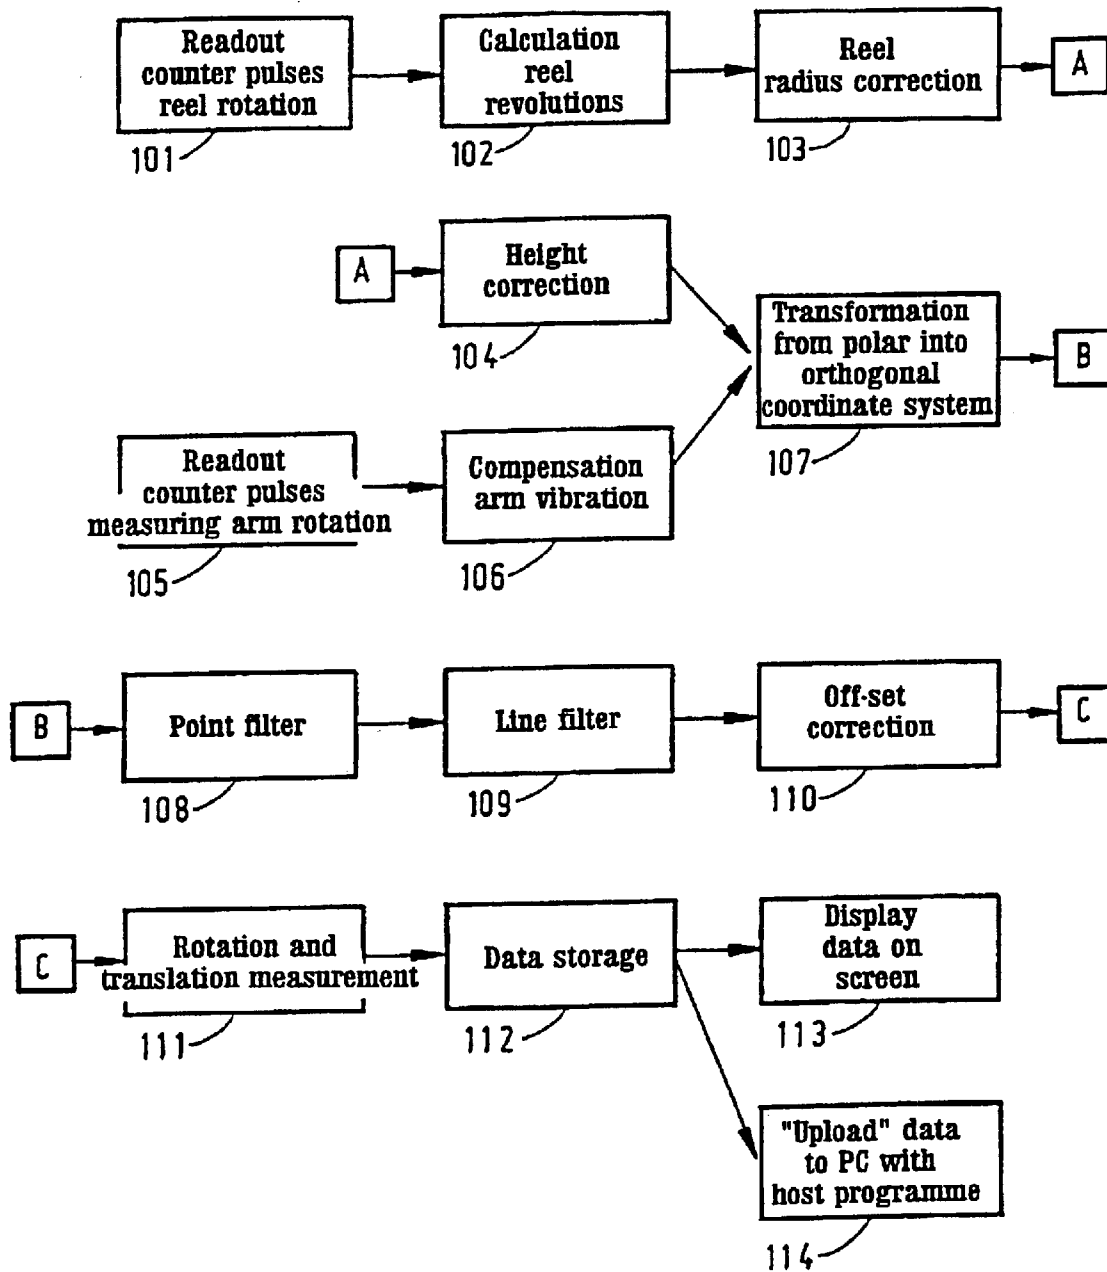 Readout
counter pulses
reel rotation
101
Calculation
reel
revolutions
102
Reel
radius correction
103
A
A
Height
correction
104
Readout
counter pulses
measuring arm rotation
105
Compensation
arm vibration
106
Transformation
from polar into
orthogonal
coordinate system
107
B
B
Point filter
108
Line filter
109
Off-set
correction
110
C
C
Rotation and
translation measurement
111
Data storage
112
Display
data on
screen
113
"Upload" data
to PC with
host programme
114